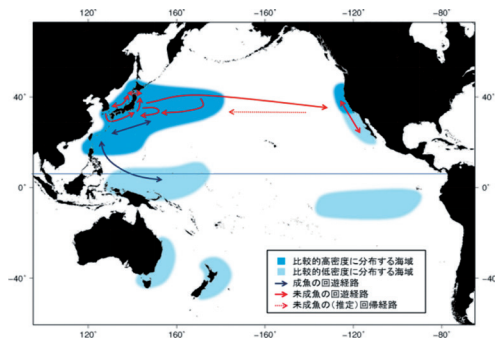 120° 160° −160° −120° −80°
40° 40°
0° 0°
−40° −40°
比較的高密度に分布する海域
比較的低密度に分布する海域
成魚の回遊経路
未成魚の回遊経路
未成魚の(推定)回帰経路
120° 160° −160° −120° −80°